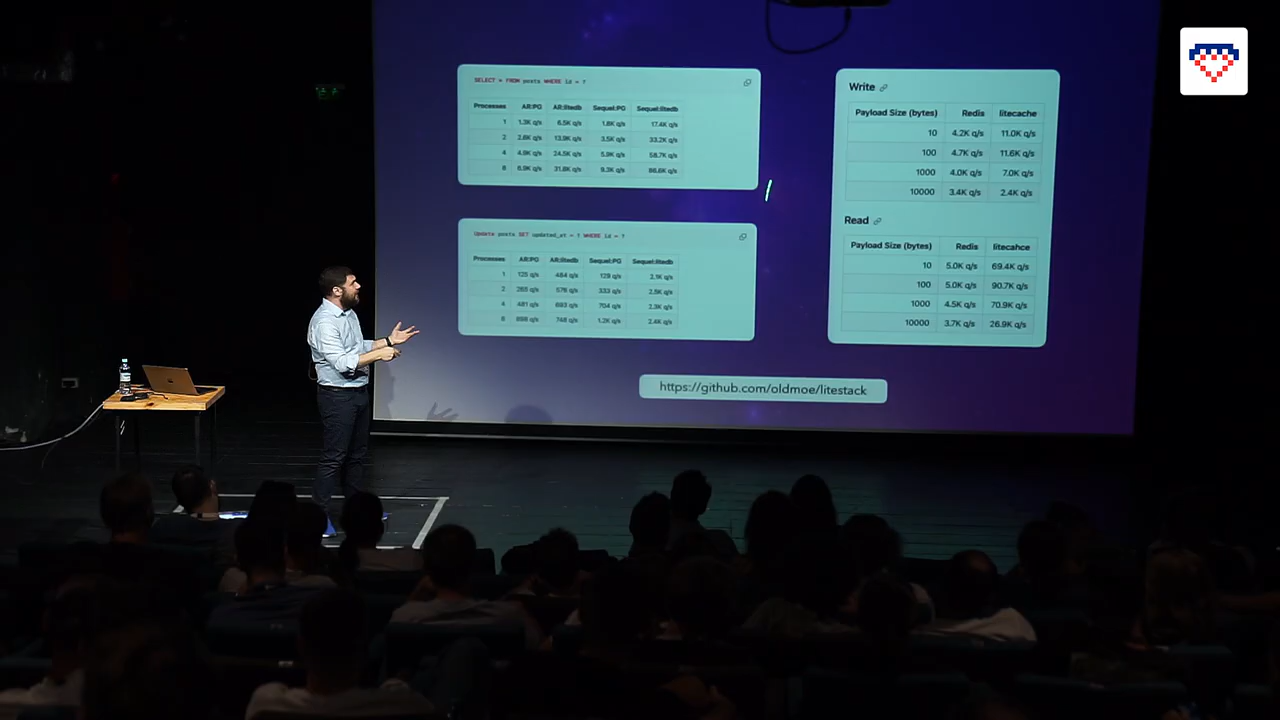 SELECT * FROM posts WHERE id = ?
Processes AR:PG AR:litedb Sequel:PG Sequel:litedb
1 1.3K q/s 6.5K q/s 1.8K q/s 17.4K q/s
2 2.6K q/s 13.9K q/s 3.5K q/s 33.2K q/s
4 4.9K q/s 24.5K q/s 5.9K q/s 58.7K q/s
8 6.9K q/s 31.8K q/s 9.3K q/s 86.6K q/s
Update posts SET updated_at = ? WHERE id = ?
Processes AR:PG AR:litedb Sequel:PG Sequel:litedb
1 125 q/s 484 q/s 129 q/s 2.1K q/s
2 265 q/s 576 q/s 333 q/s 2.5K q/s
4 481 q/s 693 q/s 704 q/s 2.3K q/s
8 898 q/s 748 q/s 1.2K q/s 2.4K q/s
Write
Payload Size (bytes) Redis litecache
10 4.2K q/s 11.0K q/s
100 4.7K q/s 11.6K q/s
1000 4.0K q/s 7.0K q/s
10000 3.4K q/s 2.4K q/s
Read
Payload Size (bytes) Redis litecahce
10 5.0K q/s 69.4K q/s
100 5.0K q/s 90.7K q/s
1000 4.5K q/s 70.9K q/s
10000 3.7K q/s 26.9K q/s
https://github.com/oldmoe/litestack